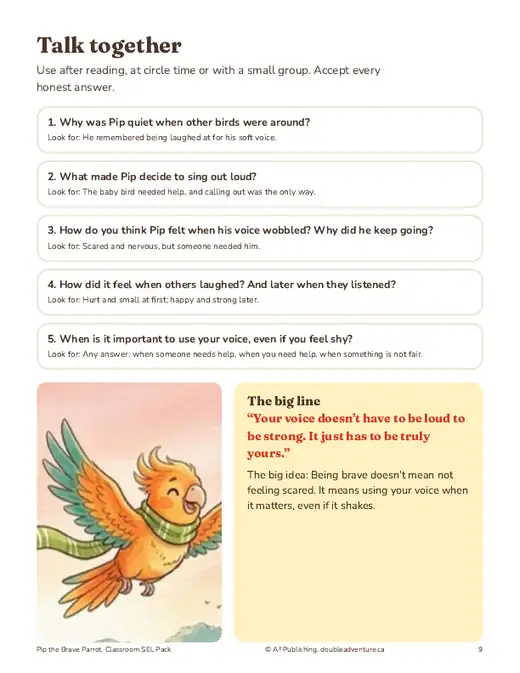 Talk together
Use after reading, at circle time or with a small group. Accept every
honest answer.
1. Why was Pip quiet when other birds were around?
Look for: He remembered being laughed at for his soft voice.
2. What made Pip decide to sing out loud?
Look for: The baby bird needed help, and calling out was the only way.
3. How do you think Pip felt when his voice wobbled? Why did he keep going?
Look for: Scared and nervous, but someone needed him.
4. How did it feel when others laughed? And later when they listened?
Look for: Hurt and small at first; happy and strong later.
5. When is it important to use your voice, even if you feel shy?
Look for: Any answer: when someone needs help, when you need help, when something is not fair.
The big line
“Your voice doesn’t have to be loud to
be strong. It just has to be truly
yours.”
The big idea: Being brave doesn't mean not
feeling scared. It means using your voice when
it matters, even if it shakes.
Pip the Brave Parrot, Classroom SEL Pack
© A² Publishing, doubleadventure.ca
9